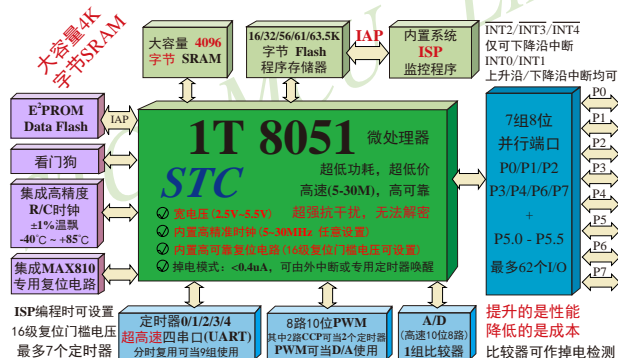 大容量4K
字节SRAM
大容量 4096
字节 SRAM
16/32/56/61/63.5K
字节 Flash
程序存储器
IAP
内置系统
ISP
监控程序
INT2/INT3/INT4
仅可下降沿中断
INT0/INT1
上升沿/下降沿中断均可
E²PROM
Data Flash
IAP
看门狗
集成高精度
R/C时钟
±1%温飘
-40℃ ~ +85℃
集成MAX810
专用复位电路
1T 8051 微处理器
STC
超低功耗，超低价
高速(5-30M)，高可靠
宽电压(2.5V~5.5V) 超强抗干扰，无法解密
内置高精准时钟(5~30MHz 任意设置)
内置高可靠复位电路(16级复位门槛电压可设置)
掉电模式：<0.4uA，可由外中断或专用定时器唤醒
7组8位
并行端口
P0/P1/P2
P3/P4/P6/P7
+
P5.0 - P5.5
最多62个I/O
P0
P1
P2
P3
P4
P5
P6
P7
ISP编程时可设置
16级复位门槛电压
最多7个定时器
定时器0/1/2/3/4
超高速四串口(UART)
分时复用可当9组使用
8路10位PWM
其中2路CCP可当2个定时器
PWM可当D/A使用
A/D
(高速10位8路)
1组比较器
提升的是性能
降低的是成本
比较器可作掉电检测